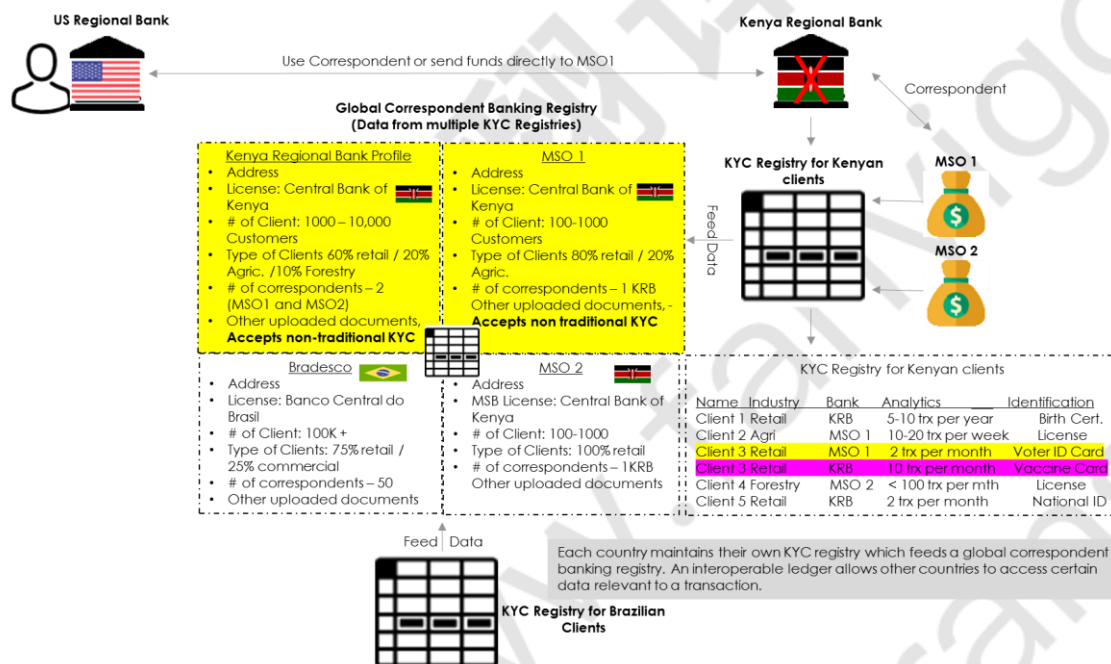 US Regional Bank
Kenya Regional Bank
Use Correspondent or send funds directly to MSO1
Correspondent
Global Correspondent Banking Registry
(Data from multiple KYC Registries)
Kenya Regional Bank Profile
• Address
• License: Central Bank of
Kenya
• # of Client: 1000 – 10,000
Customers
• Type of Clients 60% retail / 20%
Agric. /10% Forestry
• # of correspondents – 2
(MSO1 and MSO2)
• Other uploaded documents,
Accepts non-traditional KYC
MSO 1
• Address
• License: Central Bank of
Kenya
• # of Client: 100-1000
Customers
• Type of Clients 80% retail / 20%
Agric.
• # of correspondents – 1 KRB
Other uploaded documents, -
Accepts non traditional KYC
Feed Data
KYC Registry for Kenyan
clients
MSO 1
MSO 2
Bradesco
• Address
• License: Banco Central do
Brasil
• # of Client: 100K +
• Type of Clients: 75% retail /
25% commercial
• # of correspondents – 50
• Other uploaded documents
MSO 2
• Address
• MSB License: Central Bank of
Kenya
• # of Client: 100-1000
• Type of Clients: 100% retail
• # of correspondents – 1KRB
Other uploaded documents
KYC Registry for Kenyan clients
Name Industry Bank Analytics Identification
Client 1 Retail KRB 5-10 trx per year Birth Cert.
Client 2 Agri MSO 1 10-20 trx per week License
Client 3 Retail MSO 1 2 trx per month Voter ID Card
Client 3 Retail KRB 10 trx per month Vaccine Card
Client 4 Forestry MSO 2 < 100 trx per mth License
Client 5 Retail KRB 2 trx per month National ID
Feed Data
Each country maintains their own KYC registry which feeds a global correspondent
banking registry. An interoperable ledger allows other countries to access certain
data relevant to a transaction.
KYC Registry for Brazilian
Clients